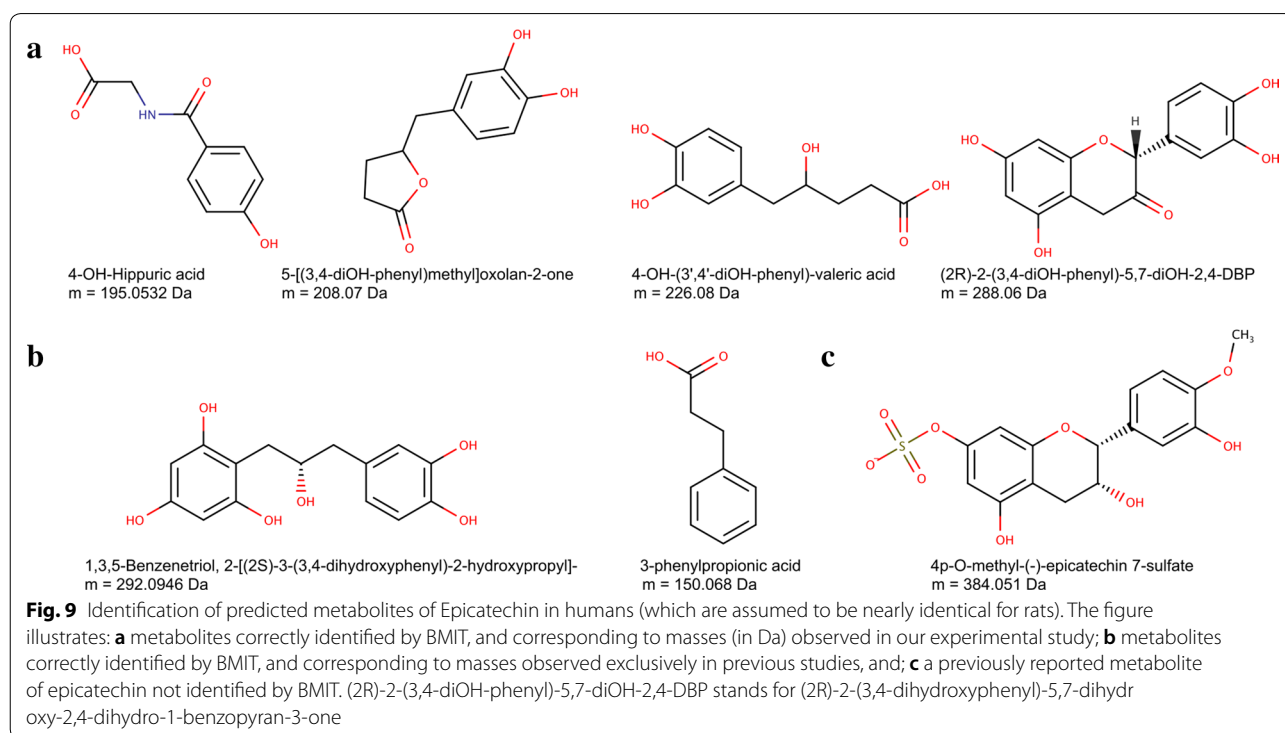 a
HO
O
OH
OH
O
HN
O
O
OH
O
HO
HO
OH
OH
O
HO
OH
O
H
O
OH
OH
4-OH-Hippuric acid
m = 195.0532 Da
5-[(3,4-diOH-phenyl)methyl]oxolan-2-one
m = 208.07 Da
4-OH-(3',4'-diOH-phenyl)-valeric acid
m = 226.08 Da
(2R)-2-(3,4-diOH-phenyl)-5,7-diOH-2,4-DBP
m = 288.06 Da
b
OH
HO
OH
OH
OH
OH
HO
O
c
CH3
O
O
S
O-
O
O
O
OH
OH
OH
1,3,5-Benzenetriol, 2-[(2S)-3-(3,4-dihydroxyphenyl)-2-hydroxypropyl]-
m = 292.0946 Da
3-phenylpropionic acid
m = 150.068 Da
4p-O-methyl-(-)-epicatechin 7-sulfate
m = 384.051 Da
Fig. 9 Identification of predicted metabolites of Epicatechin in humans (which are assumed to be nearly identical for rats). The figure
illustrates: a metabolites correctly identified by BMIT, and corresponding to masses (in Da) observed in our experimental study; b metabolites
correctly identified by BMIT, and corresponding to masses observed exclusively in previous studies, and; c a previously reported metabolite
of epicatechin not identified by BMIT. (2R)-2-(3,4-diOH-phenyl)-5,7-diOH-2,4-DBP stands for (2R)-2-(3,4-dihydroxyphenyl)-5,7-dihydr
oxy-2,4-dihydro-1-benzopyran-3-one